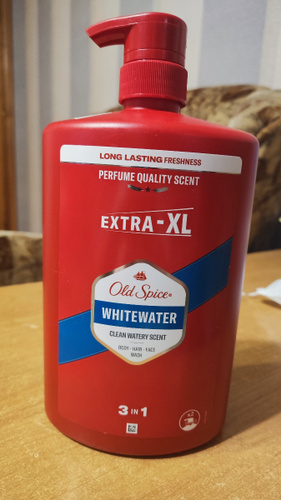 LONG LASTING FRESHNESS
PERFUME QUALITY SCENT
EXTRA-XL
Old Spice
WHITEWATER
CLEAN WATERY SCENT
BODY · HAIR · FACE
WASH
3 IN 1